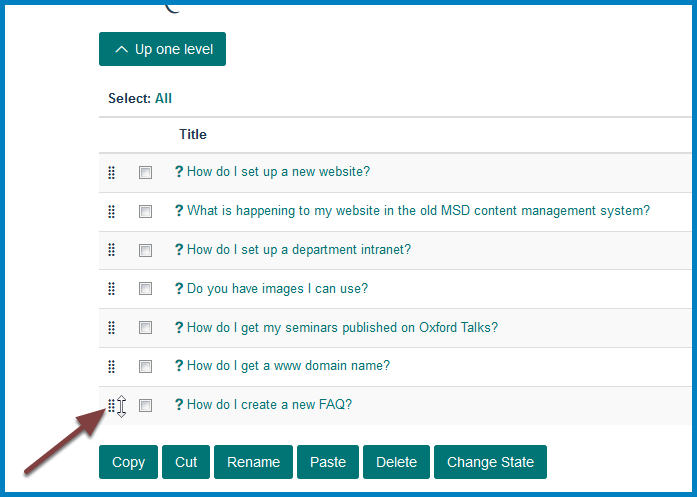 Up one level
Select: All
Title
? How do I set up a new website?
? What is happening to my website in the old MSD content management system?
? How do I set up a department intranet?
? Do you have images I can use?
? How do I get my seminars published on Oxford Talks?
? How do I get a www domain name?
? How do I create a new FAQ?
Copy Cut Rename Paste Delete Change State